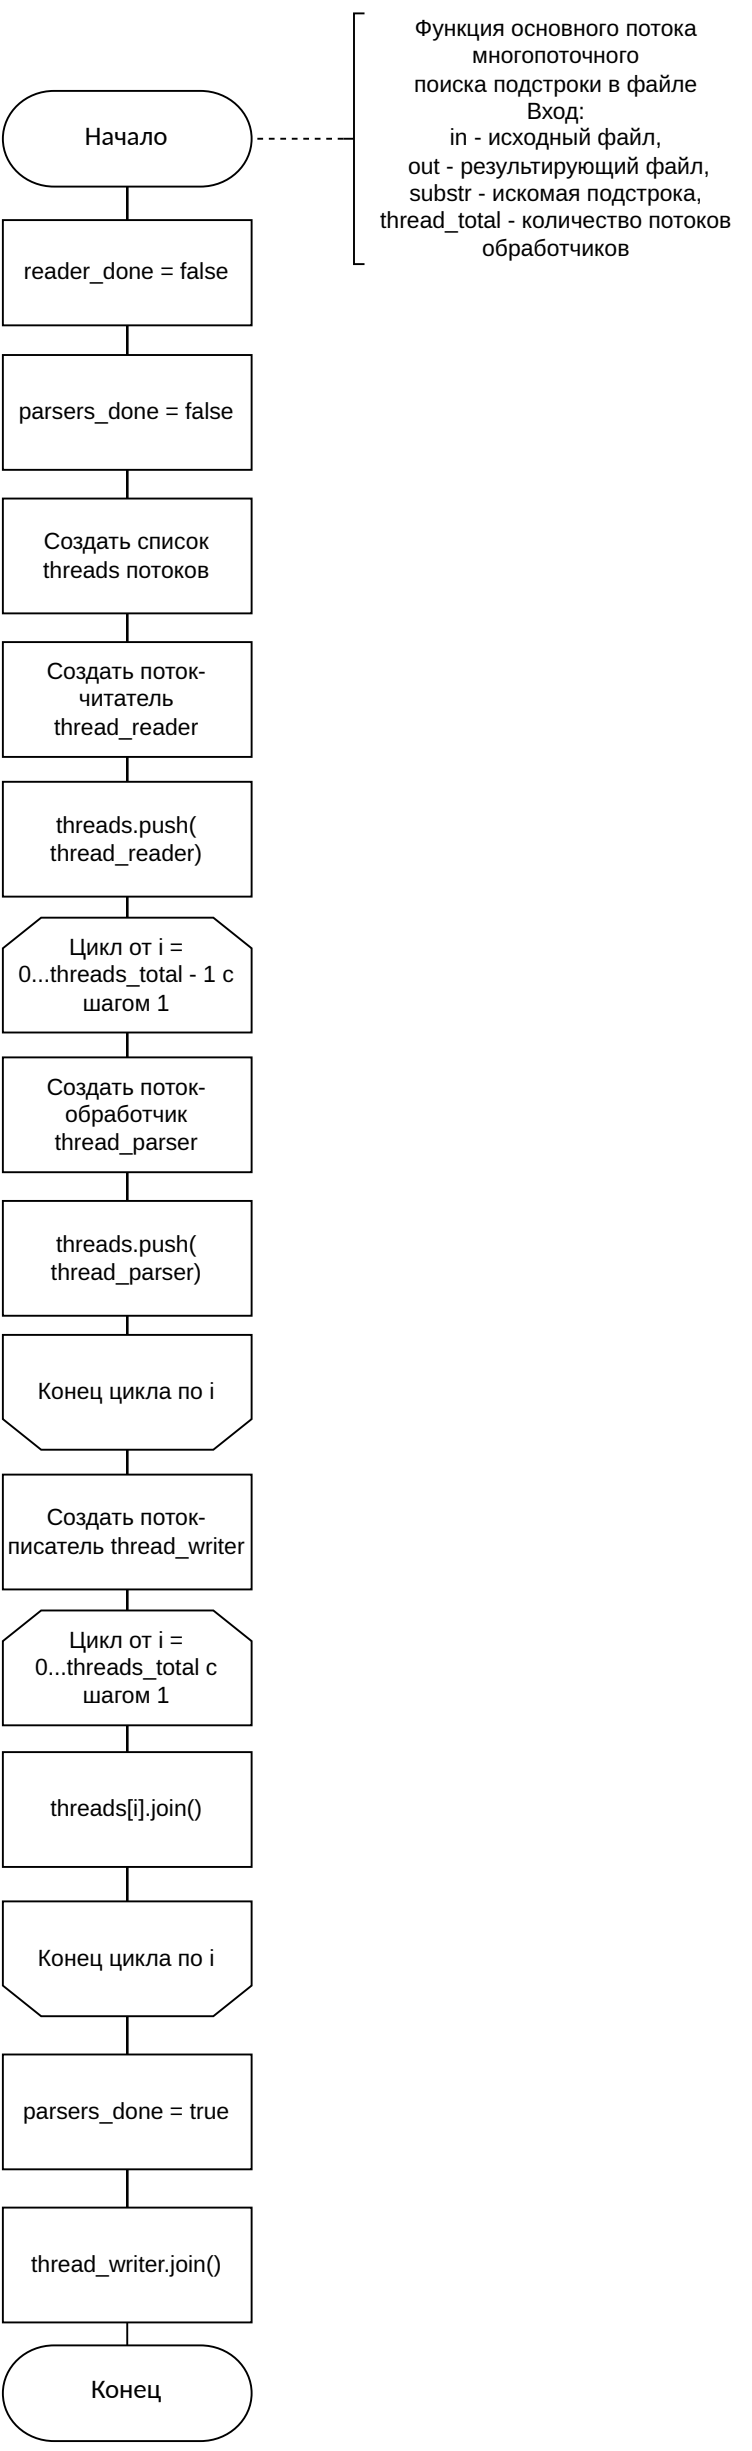 Функция основного потока
многопоточного
поиска подстроки в файле
Вход:
in - исходный файл,
out - результирующий файл,
substr - искомая подстрока,
thread_total - количество потоков
обработчиков
Начало
reader_done = false
parsers_done = false
Создать список
threads потоков
Создать поток-
читатель
thread_reader
threads.push(
thread_reader)
Цикл от i =
0...threads_total - 1 с
шагом 1
Создать поток-
обработчик
thread_parser
threads.push(
thread_parser)
Конец цикла по i
Создать поток-
писатель thread_writer
Цикл от i =
0...threads_total с
шагом 1
threads[i].join()
Конец цикла по i
parsers_done = true
thread_writer.join()
Конец